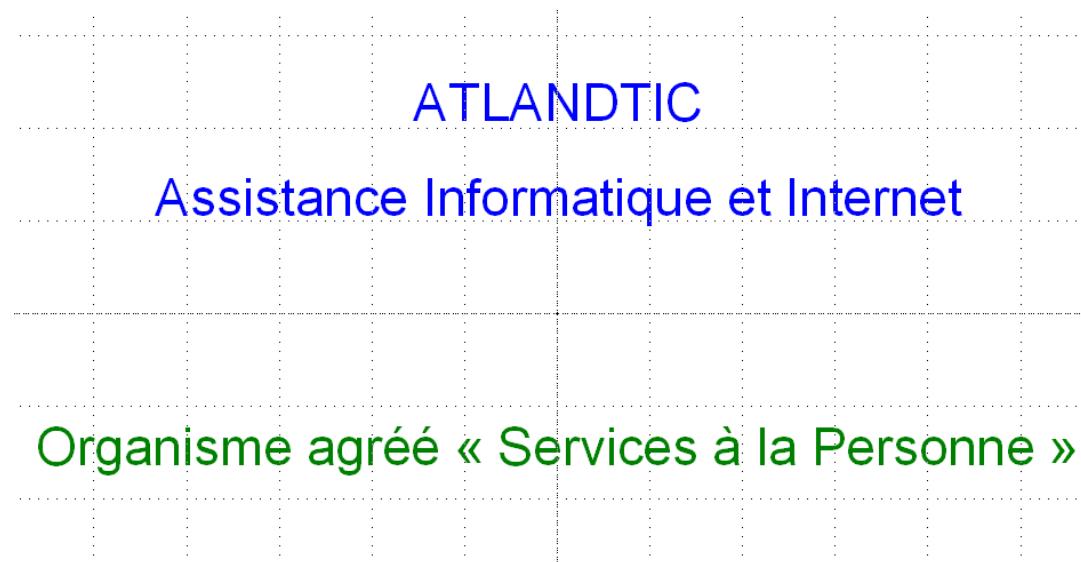 ATLANDTIC
Assistance Informatique et Internet
Organisme agréé « Services à la Personne »